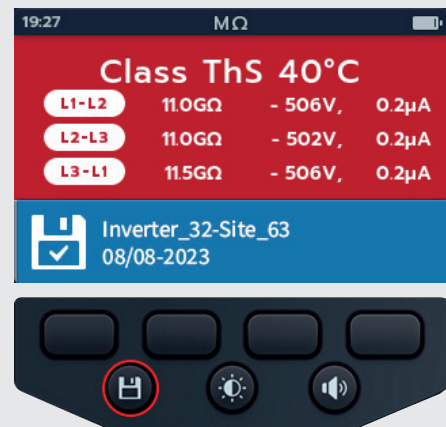 19:27 MΩ
Class ThS 40°C
L1-L2 11.0GΩ - 506V, 0.2µA
L2-L3 11.0GΩ - 502V, 0.2µA
L3-L1 11.5GΩ - 506V, 0.2µA
Inverter_32-Site_63
08/08-2023